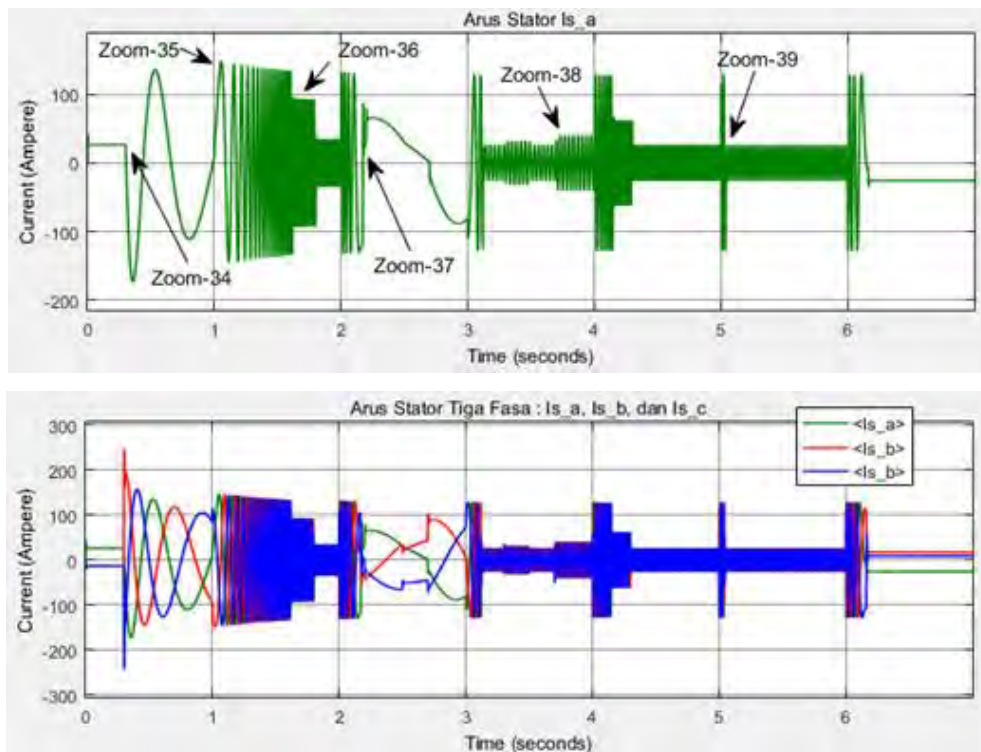 Arus Stator Is_a
Zoom-35
Zoom-36
Zoom-38
Zoom-39
Zoom-34
Zoom-37
Current (Ampere)
100
0
-100
-200
0 1 2 3 4 5 6
Time (seconds)
Arus Stator Tiga Fasa : Is_a, Is_b, dan Is_c
<Is_a>
<Is_b>
<Is_b>
Current (Ampere)
300
200
100
0
-100
-200
-300
0 1 2 3 4 5 6
Time (seconds)